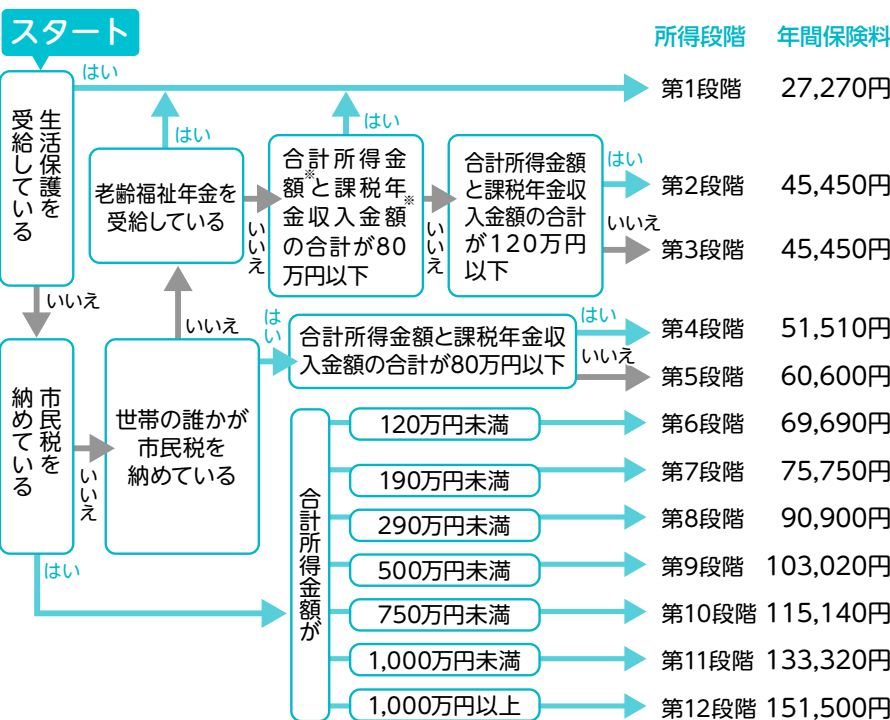 スタート
所得段階 年間保険料
はい
第1段階 27,270円
生活保護を
受給している
はい
はい
老齢福祉年金を
受給している
いいえ
合計所得金
額※と課税年
金収入金額※
の合計が80
万円以下
いいえ
合計所得金額
と課税年金収
入金額の合計
が120万円
以下
はい
第2段階 45,450円
いいえ
第3段階 45,450円
いいえ
いいえ
はい
合計所得金額と課税年金収
入金額の合計が80万円以下
はい
第4段階 51,510円
いいえ
第5段階 60,600円
市民税を
納めている
いいえ
世帯の誰かが
市民税を
納めている
はい
合計所得金額が
120万円未満
第6段階 69,690円
190万円未満
第7段階 75,750円
290万円未満
第8段階 90,900円
500万円未満
第9段階 103,020円
750万円未満
第10段階 115,140円
1,000万円未満
第11段階 133,320円
1,000万円以上
第12段階 151,500円